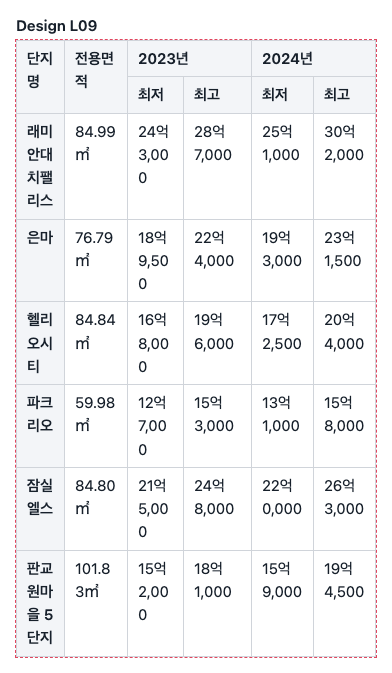 Design L09
단지
명
전용면
적
2023년
2024년
최저
최고
최저
최고
래미
안대
치팰
리스
84.99
㎡
24억
3,00
0
28억
7,000
25억
1,000
30억
2,000
은마
76.79
㎡
18억
9,50
0
22억
4,000
19억
3,000
23억
1,500
헬리
오시
티
84.84
㎡
16억
8,00
0
19억
6,000
17억
2,500
20억
4,000
파크
리오
59.98
㎡
12억
7,00
0
15억
3,000
13억
1,000
15억
8,000
잠실
엘스
84.80
㎡
21억
5,00
0
24억
8,000
22억
0,000
26억
3,000
판교
원마
을 5
단지
101.8
3㎡
15억
2,00
0
18억
1,000
15억
9,000
19억
4,500